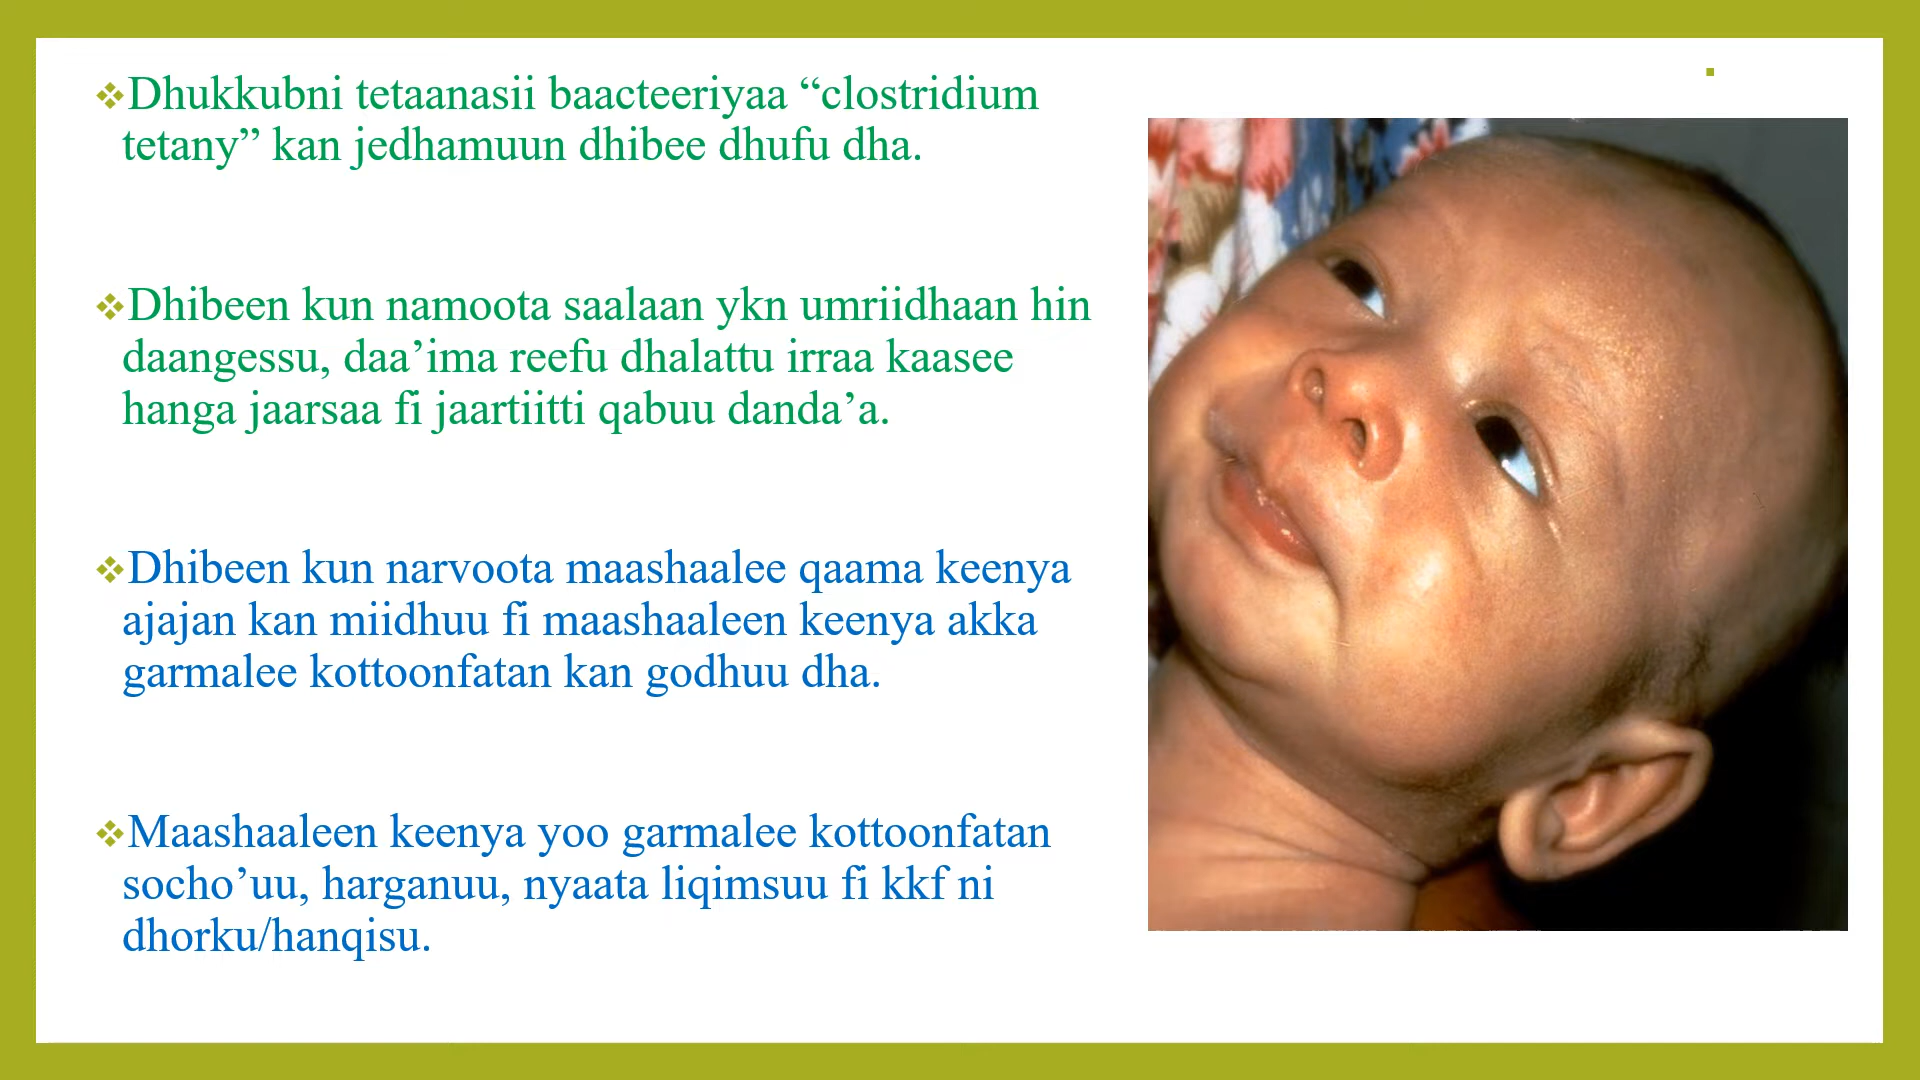 Dhukkubni tetaanasii baacteeriyaa “clostridium
tetany” kan jedhamuun dhibee dhufu dha.
Dhibeen kun namoota saalaan ykn umriidhaan hin
daangessu, daa’ima reefu dhalattu irraa kaasee
hanga jaarsaa fi jaartiitti qabuu danda’a.
Dhibeen kun narvoota maashaalee qaama keenya
ajajan kan miidhuu fi maashaaleen keenya akka
garmalee kottoonfatan kan godhuu dha.
Maashaaleen keenya yoo garmalee kottoonfatan
socho’uu, harganuu, nyaata liqimsuu fi kkf ni
dhorku/hanqisu.